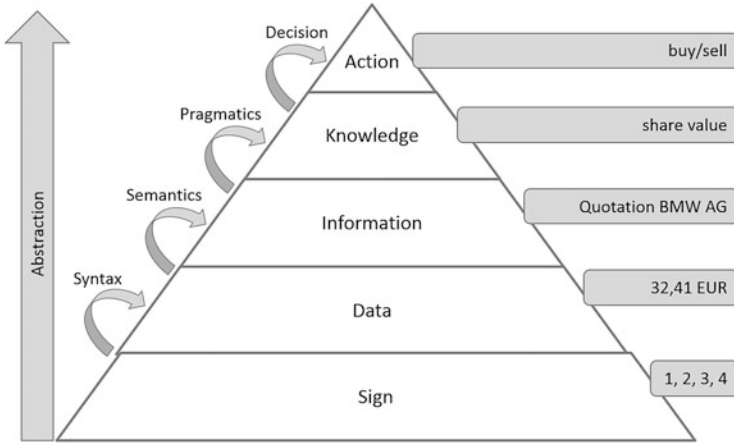 Decision
Action
buy/sell
Pragmatics
Knowledge
share value
Semantics
Information
Quotation BMW AG
Abstraction
Syntax
Data
32,41 EUR
Sign
1, 2, 3, 4